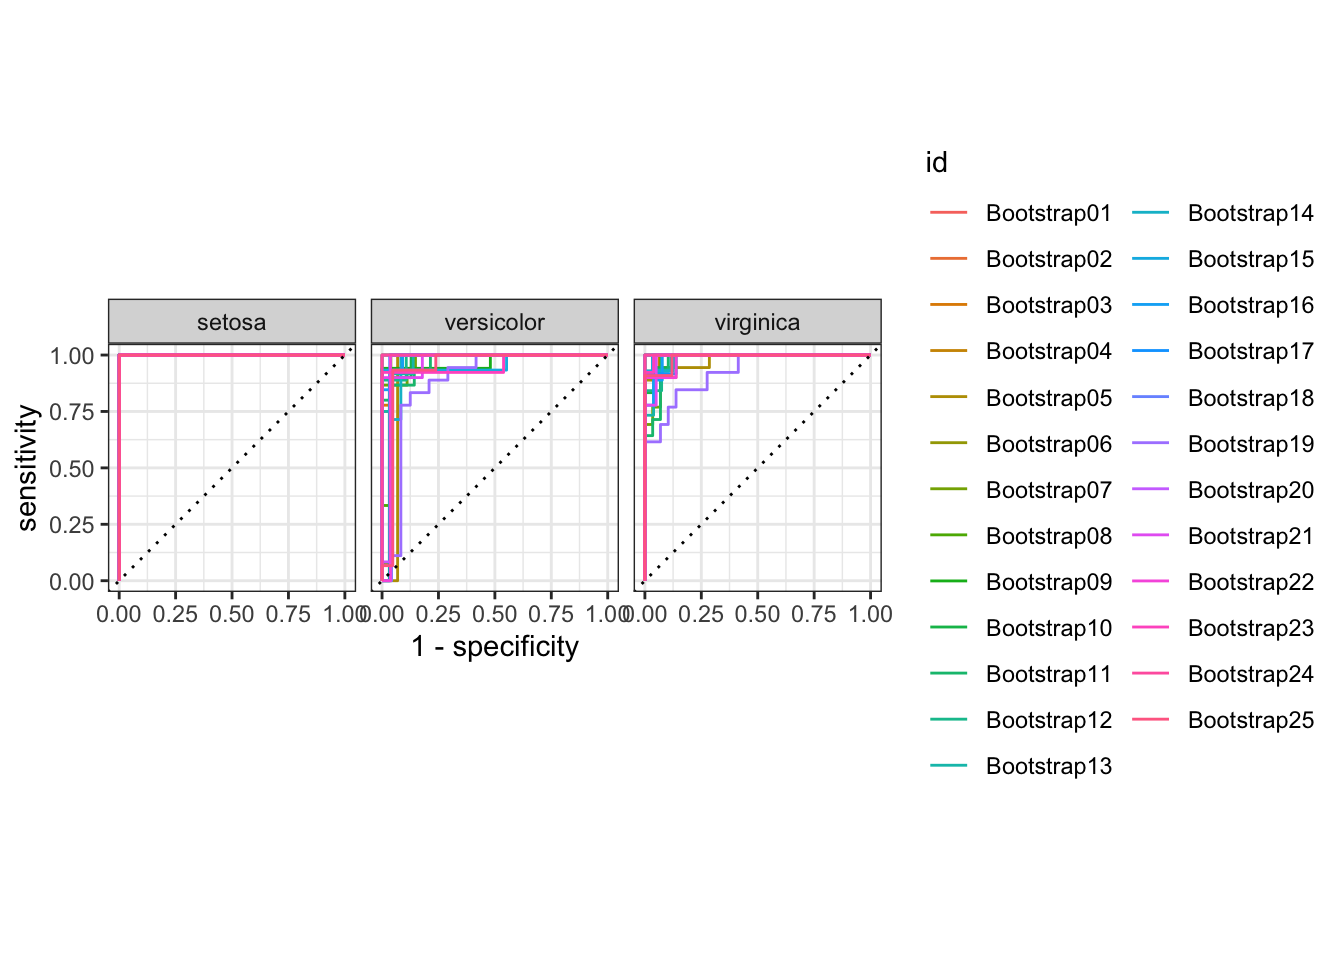 setosa
versicolor
virginica
1.00
0.75
0.50
0.25
0.00
0.00 0.25 0.50 0.75 1.00
0.00 0.25 0.50 0.75 1.00
0.00 0.25 0.50 0.75 1.00
1 - specificity
sensitivity
id
Bootstrap01
Bootstrap02
Bootstrap03
Bootstrap04
Bootstrap05
Bootstrap06
Bootstrap07
Bootstrap08
Bootstrap09
Bootstrap10
Bootstrap11
Bootstrap12
Bootstrap13
Bootstrap14
Bootstrap15
Bootstrap16
Bootstrap17
Bootstrap18
Bootstrap19
Bootstrap20
Bootstrap21
Bootstrap22
Bootstrap23
Bootstrap24
Bootstrap25